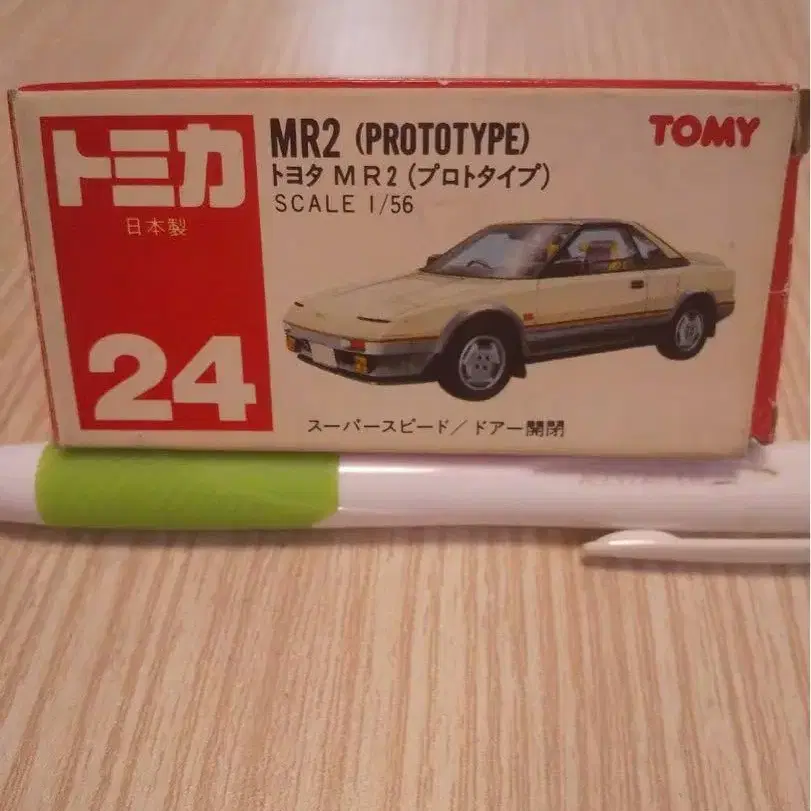 トミカ
日本製
24
MR2 (PROTOTYPE)
トヨタ MR2 (プロトタイプ)
SCALE 1/56
TOMY
スーパースピード/ドアー開閉